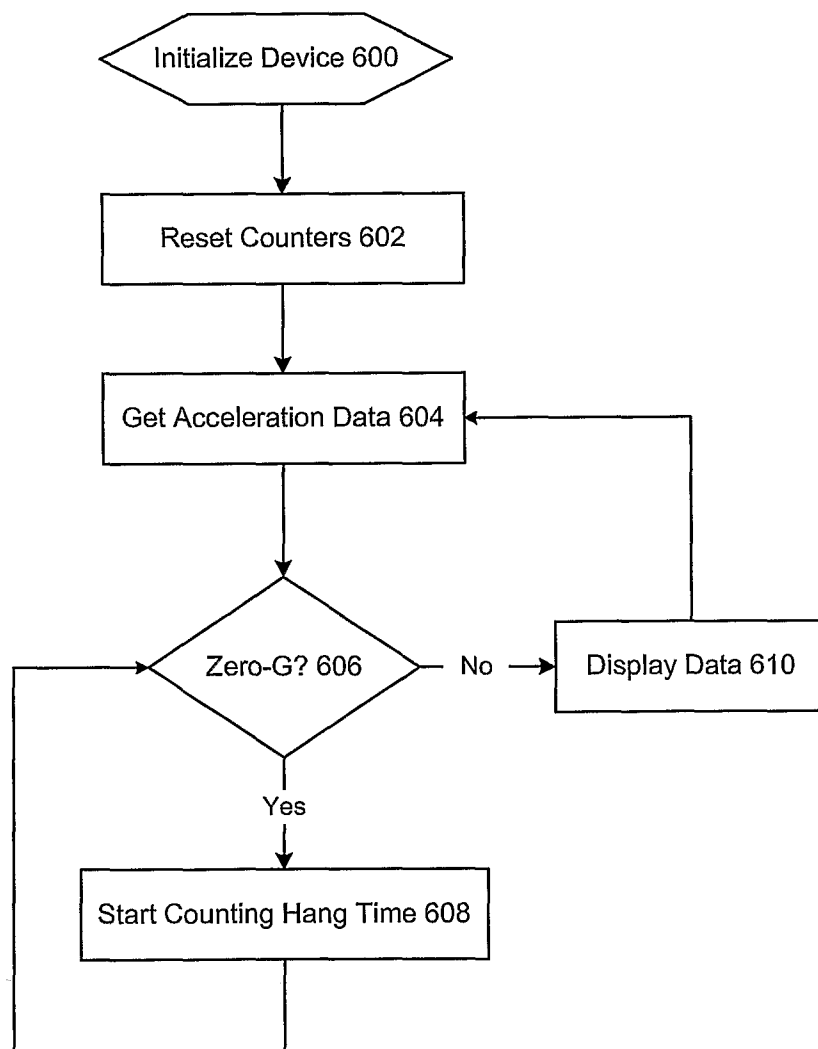 Initialize Device 600
Reset Counters 602
Get Acceleration Data 604
Zero-G? 606
No
Display Data 610
Yes
Start Counting Hang Time 608